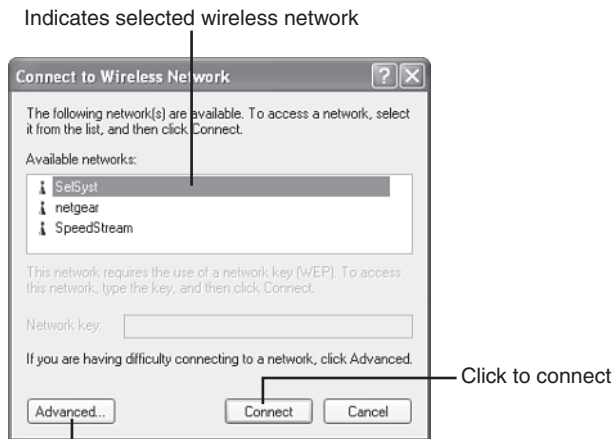 Indicates selected wireless network
Connect to Wireless Network
The following network(s) are available. To access a network, select
it from the list, and then click Connect.
Available networks:
SelSyst
netgear
SpeedStream
This network requires the use of a network key (WEP). To access
this network, type the key, and then click Connect.
Network key:
If you are having difficulty connecting to a network, click Advanced.
Click to connect
Advanced...
Connect
Cancel